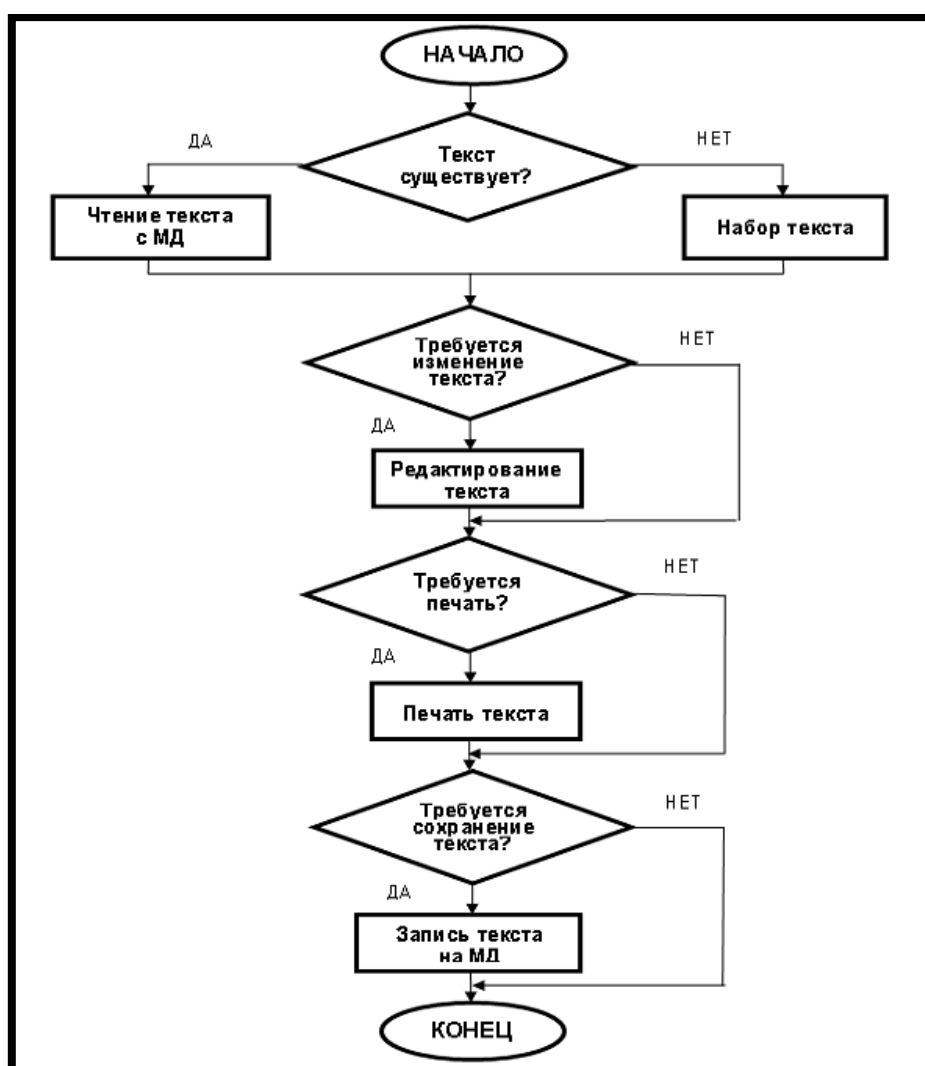 НАЧАЛО
ДА
НЕТ
Текст
существует?
Чтение текста
с МД
Набор текста
Требуется
изменение
текста?
НЕТ
ДА
Редактирование
текста
Требуется
печать?
НЕТ
ДА
Печать текста
Требуется
сохранение
текста?
НЕТ
ДА
Запись текста
на МД
КОНЕЦ